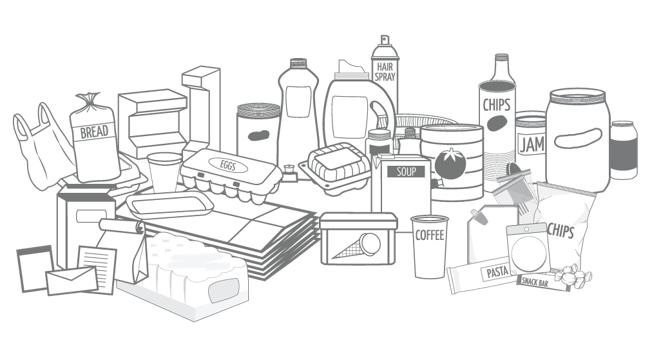 HAIR
SPRAY
CHIPS
BREAD
JAM
EGGS
SOUP
COFFEE
CHIPS
PASTA
SNACK BAR